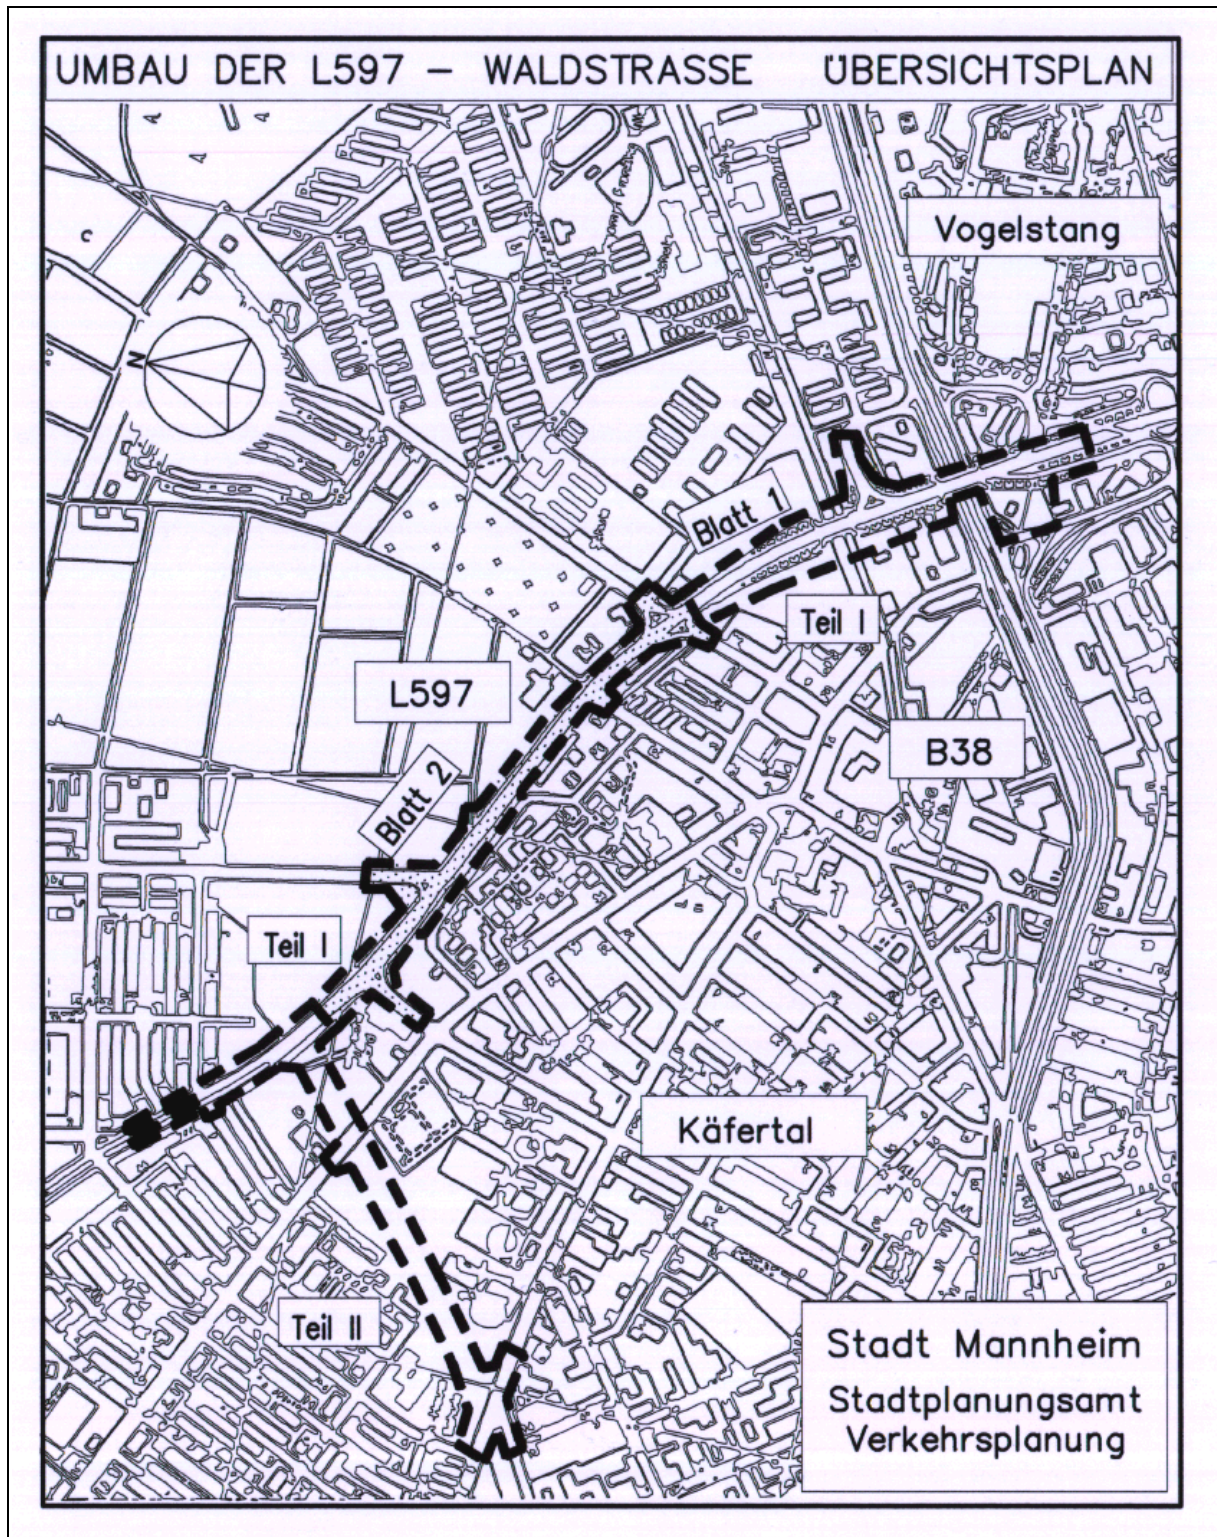 UMBAU DER L597 – WALDSTRASSE ÜBERSICHTSPLAN
Vogelstang
N
Blatt 1
Teil I
L597
B38
Blatt 2
Teil I
Käfertal
Teil II
Stadt Mannheim
Stadtplanungsamt
Verkehrsplanung